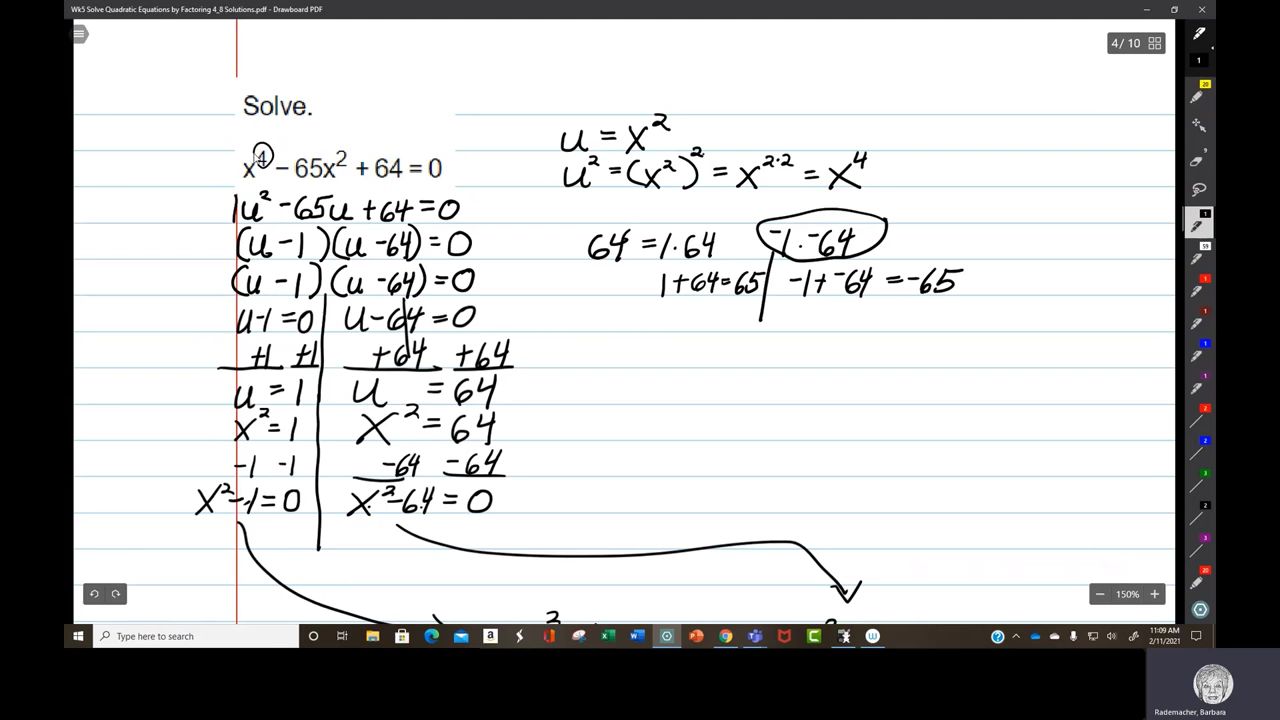 Wk5 Solve Quadratic Equations by Factoring 4_8 Solutions.pdf - Drawboard PDF
4 / 10
Solve.
x⁴ − 65x² + 64 = 0
1u² − 65u + 64 = 0
(u − 1)(u − 64) = 0
(u − 1)(u − 64) = 0
u − 1 = 0 u − 64 = 0
+1 +1 +64 +64
u = 1 u = 64
x² = 1 x² = 64
−1 −1 −64 −64
x² − 1 = 0 x² − 64 = 0
u = x²
u² = (x²)² = x²·² = x⁴
64 = 1·64 −1·−64
1 + 64 = 65 −1 + −64 = −65
150%
Type here to search
11:09 AM
2/11/2021
Rademacher, Barbara